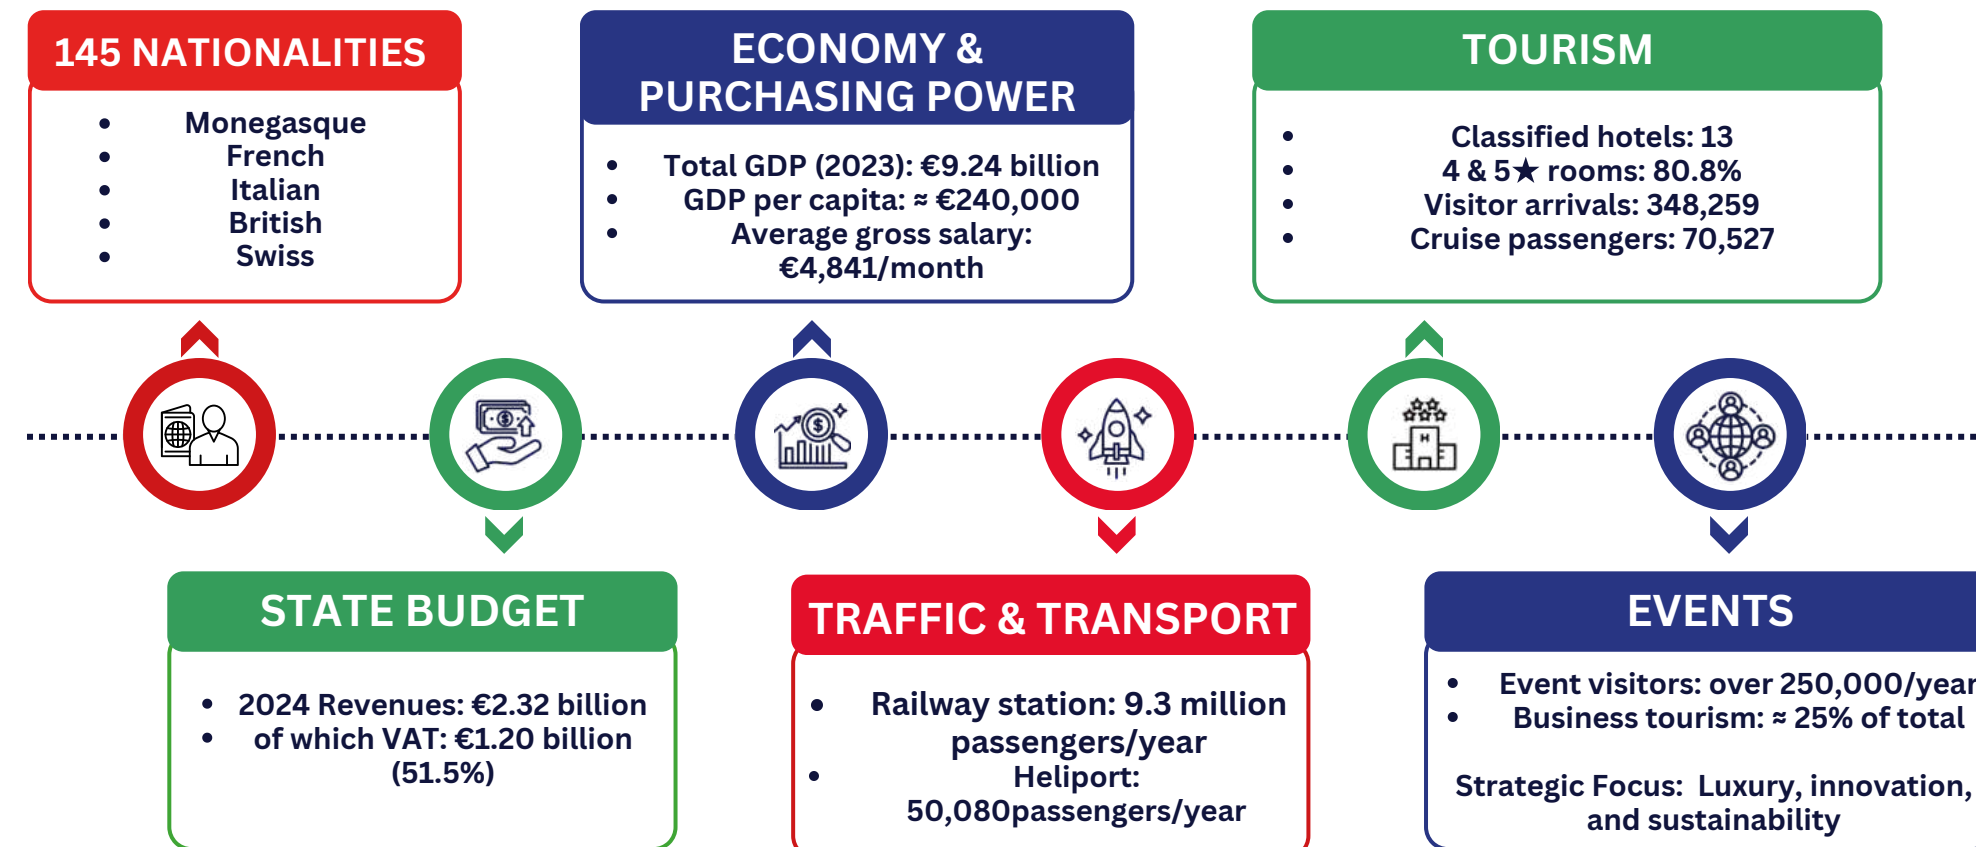 145 NATIONALITIES
• Monegasque
• French
• Italian
• British
• Swiss
ECONOMY &
PURCHASING POWER
• Total GDP (2023): €9.24 billion
• GDP per capita: ≈ €240,000
• Average gross salary:
€4,841/month
TOURISM
• Classified hotels: 13
• 4 & 5★ rooms: 80.8%
• Visitor arrivals: 348,259
• Cruise passengers: 70,527
STATE BUDGET
• 2024 Revenues: €2.32 billion
• of which VAT: €1.20 billion
(51.5%)
TRAFFIC & TRANSPORT
• Railway station: 9.3 million
passengers/year
• Heliport:
50,080passengers/year
EVENTS
• Event visitors: over 250,000/year
• Business tourism: ≈ 25% of total
Strategic Focus: Luxury, innovation,
and sustainability